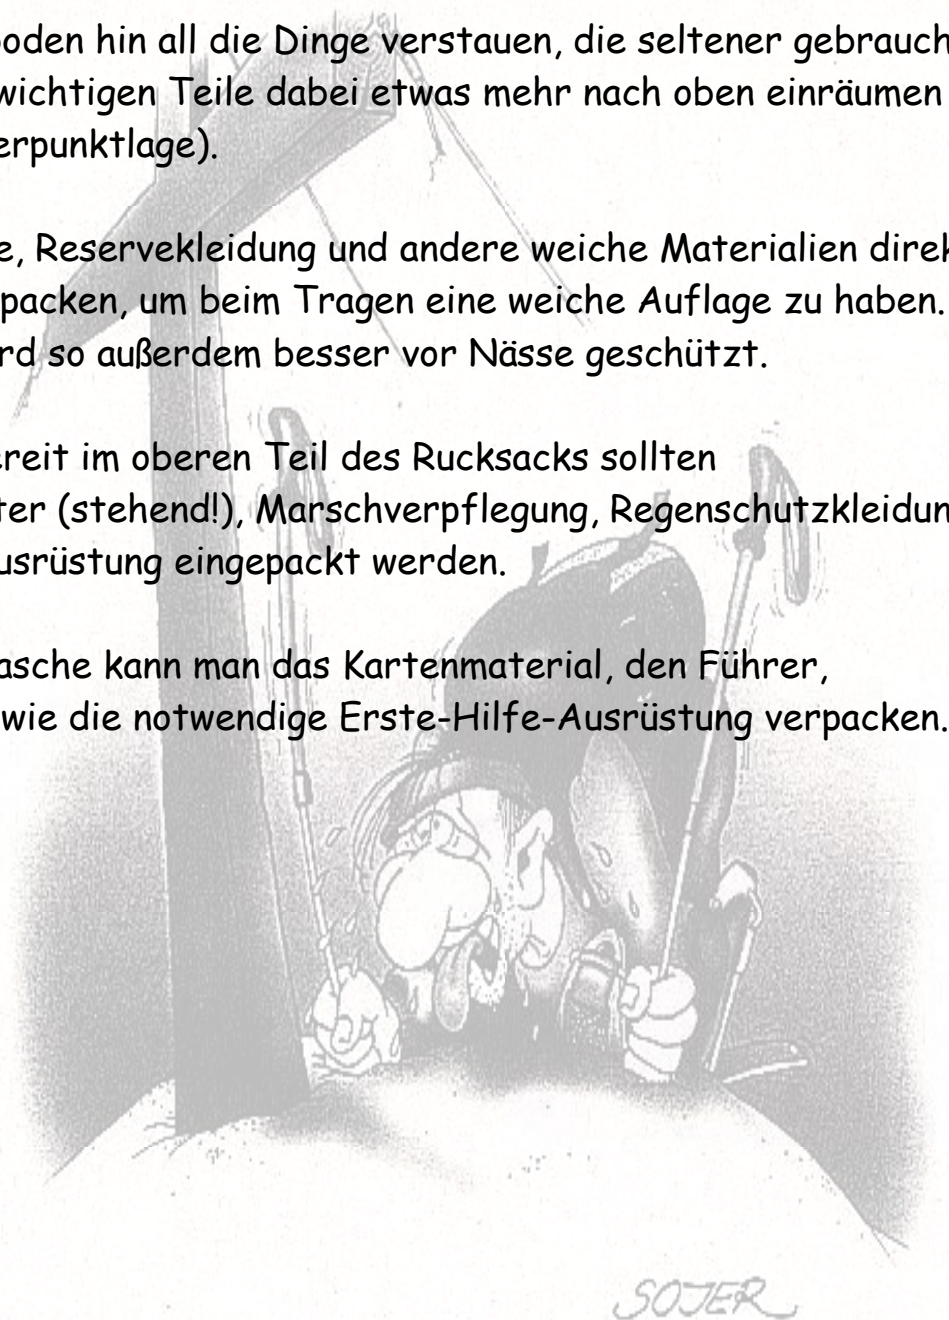 oden hin all die Dinge verstauen, die seltener gebrauch
wichtigen Teile dabei etwas mehr nach oben einräumen
erpunktlage).
e, Reservekleidung und andere weiche Materialien direk
packen, um beim Tragen eine weiche Auflage zu haben.
rd so außerdem besser vor Nässe geschützt.
reit im oberen Teil des Rucksacks sollten
ter (stehend!), Marschverpflegung, Regenschutzkleidun
usrüstung eingepackt werden.
asche kann man das Kartenmaterial, den Führer,
wie die notwendige Erste-Hilfe-Ausrüstung verpacken.
SOJER